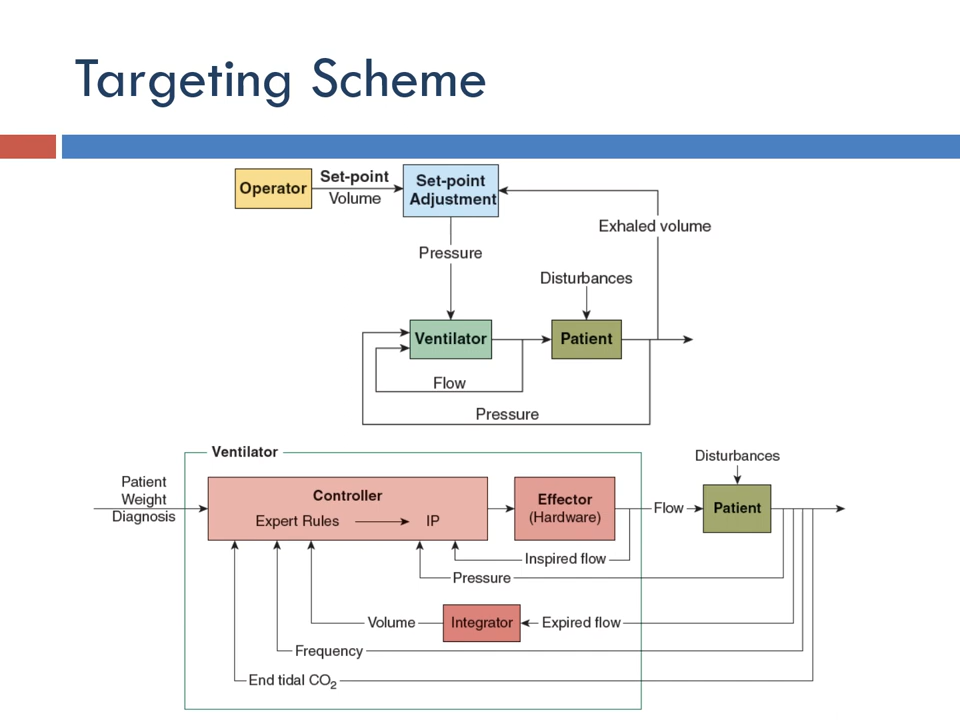 Targeting Scheme
Operator
Set-point
Volume
Set-point
Adjustment
Exhaled volume
Pressure
Disturbances
Ventilator
Patient
Flow
Pressure
Ventilator
Disturbances
Patient
Weight
Diagnosis
Controller
Expert Rules
IP
Effector
(Hardware)
Flow
Patient
Inspired flow
Pressure
Volume
Integrator
Expired flow
Frequency
End tidal CO₂